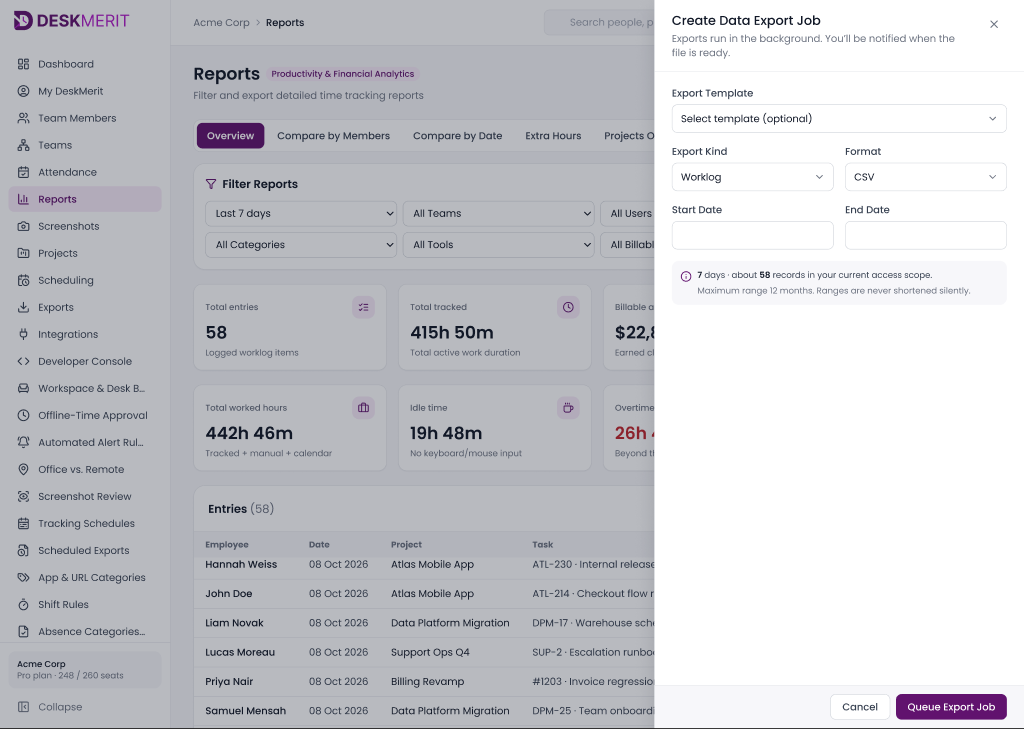 DESKMERIT
Dashboard
My DeskMerit
Team Members
Teams
Attendance
Reports
Screenshots
Projects
Scheduling
Exports
Integrations
Developer Console
Workspace & Desk B...
Offline-Time Approval
Automated Alert Rul...
Office vs. Remote
Screenshot Review
Tracking Schedules
Scheduled Exports
App & URL Categories
Shift Rules
Absence Categories...
Acme Corp
Pro plan · 248 / 260 seats
Collapse
Acme Corp > Reports
Search people, p
Reports Productivity & Financial Analytics
Filter and export detailed time tracking reports
Overview Compare by Members Compare by Date Extra Hours Projects O
Filter Reports
Last 7 days All Teams All Users
All Categories All Tools All Billabl
Total entries Total tracked Billable a
58 415h 50m $22,8
Logged worklog items Total active work duration Earned cl
Total worked hours Idle time Overtime
442h 46m 19h 48m 26h
Tracked + manual + calendar No keyboard/mouse input Beyond th
Entries (58)
Employee Date Project Task
Hannah Weiss 08 Oct 2026 Atlas Mobile App ATL-230 · Internal release
John Doe 08 Oct 2026 Atlas Mobile App ATL-214 · Checkout flow r
Liam Novak 08 Oct 2026 Data Platform Migration DPM-17 · Warehouse sche
Lucas Moreau 08 Oct 2026 Support Ops Q4 SUP-2 · Escalation runboo
Priya Nair 08 Oct 2026 Billing Revamp #1203 · Invoice regressio
Samuel Mensah 08 Oct 2026 Data Platform Migration DPM-25 · Team onboardi
Create Data Export Job
Exports run in the background. You'll be notified when the
file is ready.
Export Template
Select template (optional)
Export Kind Format
Worklog CSV
Start Date End Date
7 days · about 58 records in your current access scope.
Maximum range 12 months. Ranges are never shortened silently.
Cancel Queue Export Job